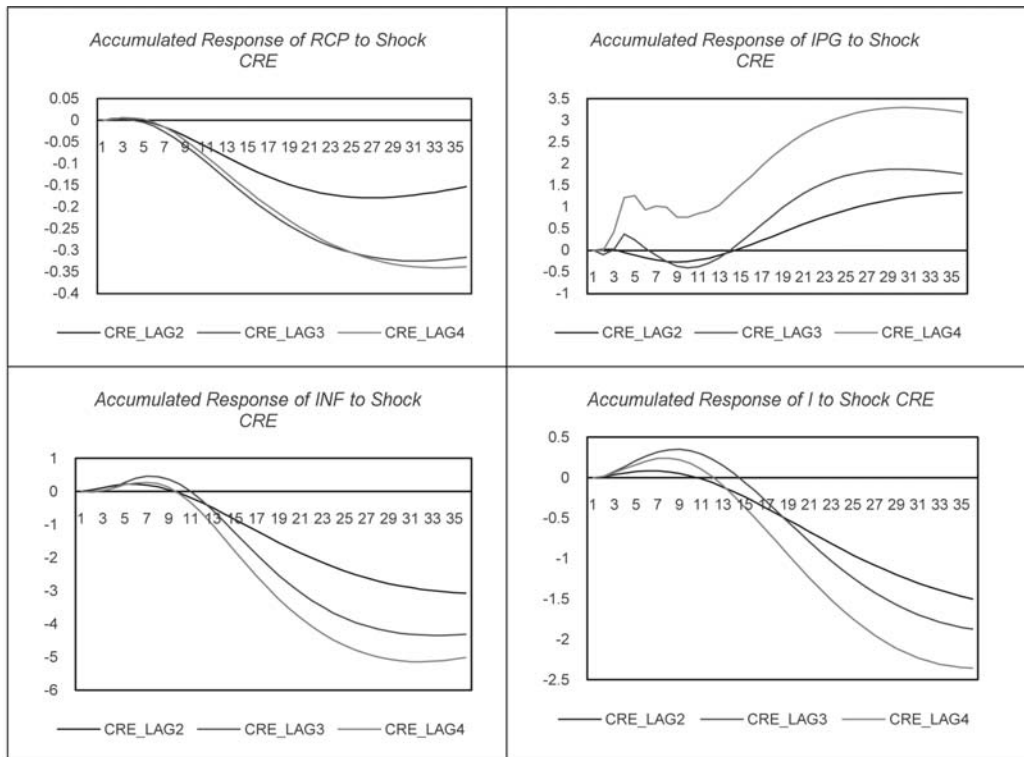 Accumulated Response of RCP to Shock
CRE
0.05
0
-0.05
-0.1
-0.15
-0.2
-0.25
-0.3
-0.35
-0.4
1 3 5 7 9 11 13 15 17 19 21 23 25 27 29 31 33 35
CRE_LAG2 CRE_LAG3 CRE_LAG4
Accumulated Response of IPG to Shock
CRE
3.5
3
2.5
2
1.5
1
0.5
0
-0.5
-1
1 3 5 7 9 11 13 15 17 19 21 23 25 27 29 31 33 35
CRE_LAG2 CRE_LAG3 CRE_LAG4
Accumulated Response of INF to Shock
CRE
1
0
-1
-2
-3
-4
-5
-6
1 3 5 7 9 11 13 15 17 19 21 23 25 27 29 31 33 35
CRE_LAG2 CRE_LAG3 CRE_LAG4
Accumulated Response of I to Shock CRE
0.5
0
-0.5
-1
-1.5
-2
-2.5
1 3 5 7 9 11 13 15 17 19 21 23 25 27 29 31 33 35
CRE_LAG2 CRE_LAG3 CRE_LAG4